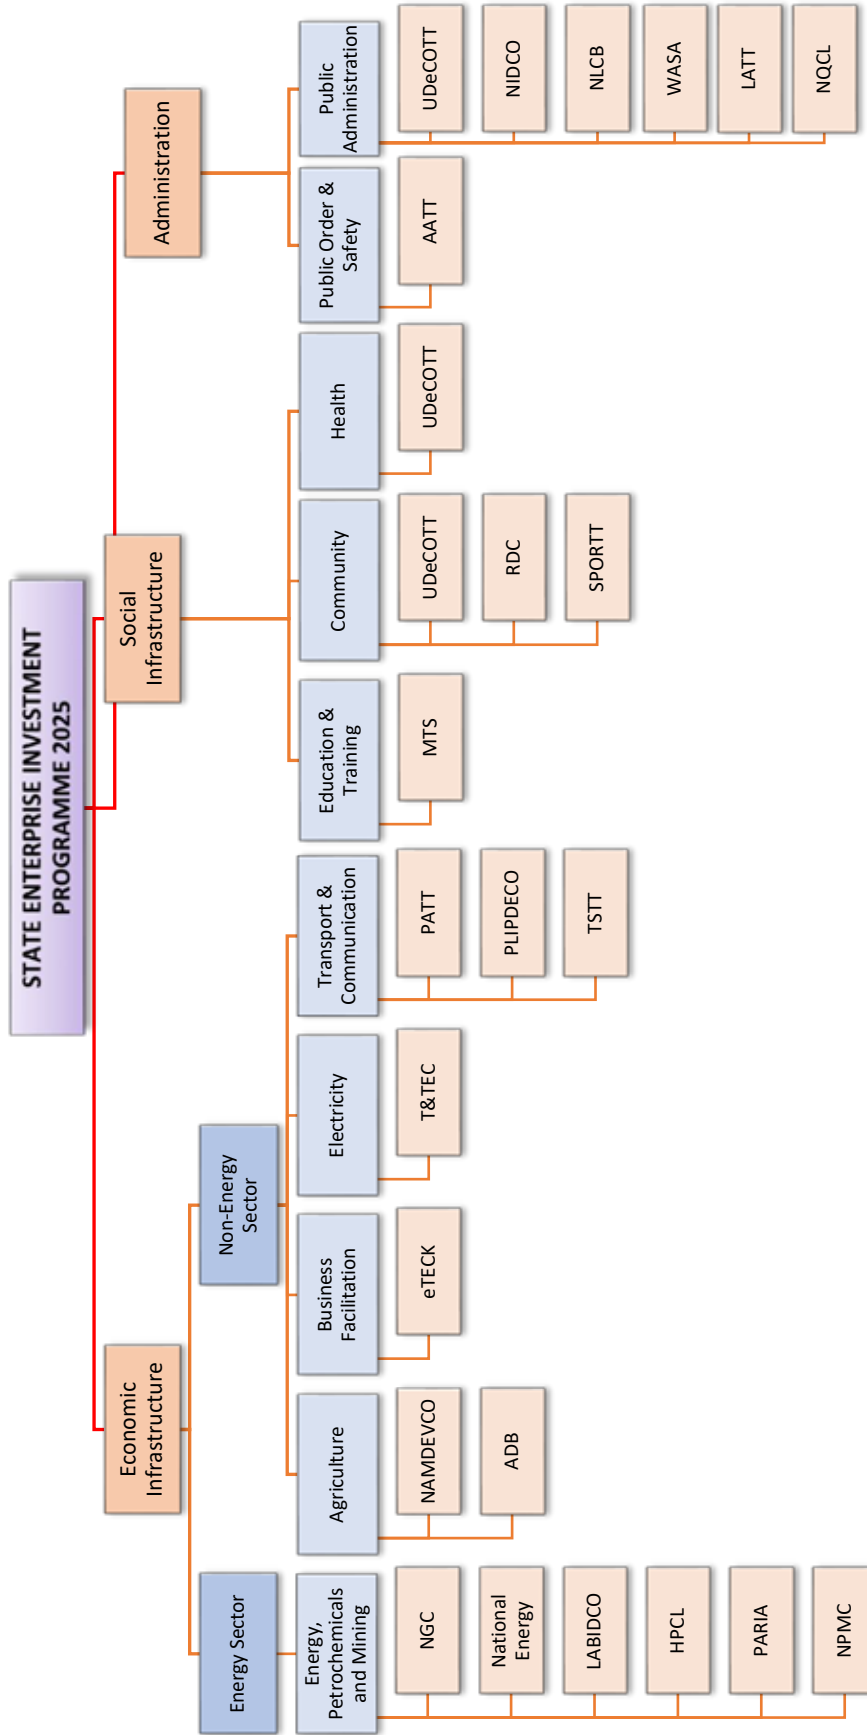 STATE ENTERPRISE INVESTMENT
PROGRAMME 2025
Economic
Infrastructure
Social
Infrastructure
Administration
Energy Sector
Non-Energy
Sector
Energy,
Petrochemicals
and Mining
Agriculture
Business
Facilitation
Electricity
Transport &
Communication
Education &
Training
Community
Health
Public Order &
Safety
Public
Administration
NGC
National
Energy
LABIDCO
HPCL
PARIA
NPMC
NAMDEVCO
ADB
eTECK
T&TEC
PATT
PLIPDECO
TSTT
MTS
UDeCOTT
RDC
SPORTT
UDeCOTT
AATT
UDeCOTT
NIDCO
NLCB
WASA
LATT
NQCL